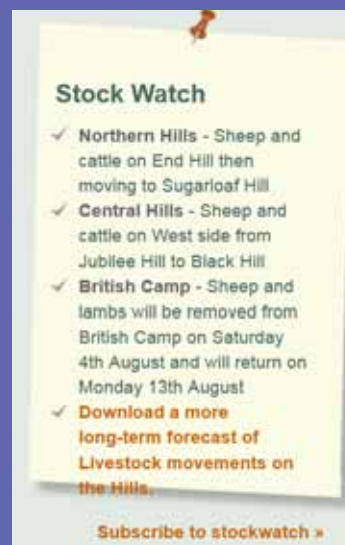 Stock Watch
Northern Hills - Sheep and
cattle on End Hill then
moving to Sugarloaf Hill
Central Hills - Sheep and
cattle on West side from
Jubilee Hill to Black Hill
British Camp - Sheep and
lambs will be removed from
British Camp on Saturday
4th August and will return on
Monday 13th August
Download a more
long-term forecast of
Livestock movements on
the Hills.
Subscribe to stockwatch »